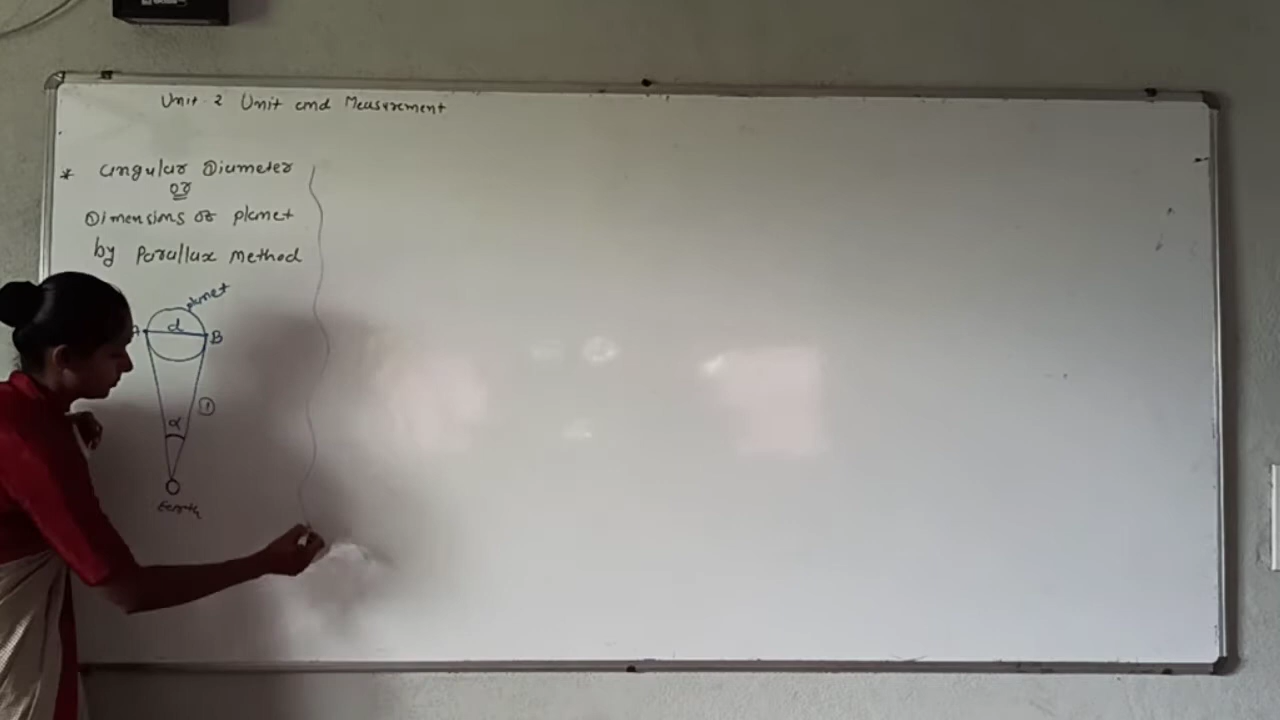 Unit 2 Unit and Measurement
* Angular Diameter
or
Dimensions of planet
by Parallax method
planet
A d B
①
α
Earth